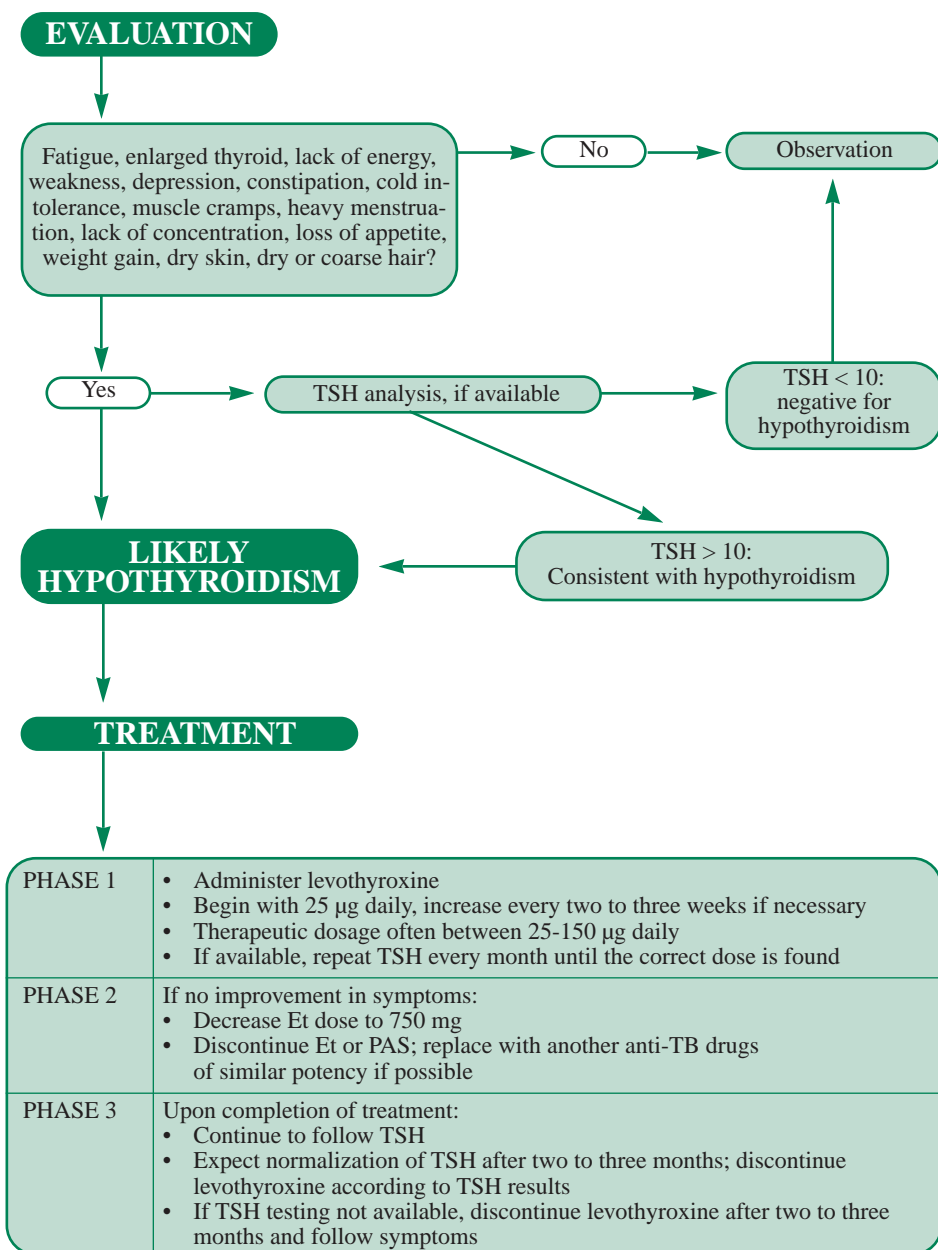 EVALUATION
Fatigue, enlarged thyroid, lack of energy,
weakness, depression, constipation, cold in-
tolerance, muscle cramps, heavy menstrua-
tion, lack of concentration, loss of appetite,
weight gain, dry skin, dry or coarse hair?
No
Observation
Yes
TSH analysis, if available
TSH < 10:
negative for
hypothyroidism
LIKELY
HYPOTHYROIDISM
TSH > 10:
Consistent with hypothyroidism
TREATMENT
PHASE 1
• Administer levothyroxine
• Begin with 25 µg daily, increase every two to three weeks if necessary
• Therapeutic dosage often between 25-150 µg daily
• If available, repeat TSH every month until the correct dose is found
PHASE 2
If no improvement in symptoms:
• Decrease Et dose to 750 mg
• Discontinue Et or PAS; replace with another anti-TB drugs
of similar potency if possible
PHASE 3
Upon completion of treatment:
• Continue to follow TSH
• Expect normalization of TSH after two to three months; discontinue
levothyroxine according to TSH results
• If TSH testing not available, discontinue levothyroxine after two to three
months and follow symptoms